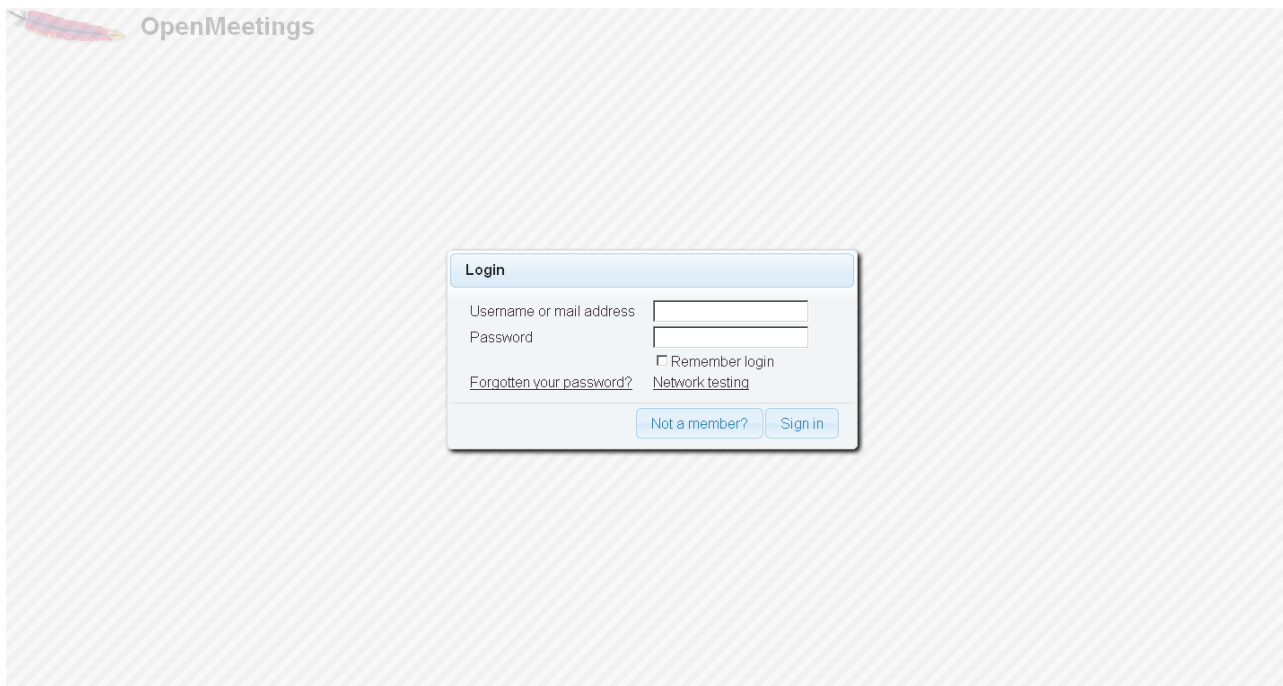 OpenMeetings
Login
Username or mail address
Password
Remember login
Forgotten your password? Network testing
Not a member? Sign in